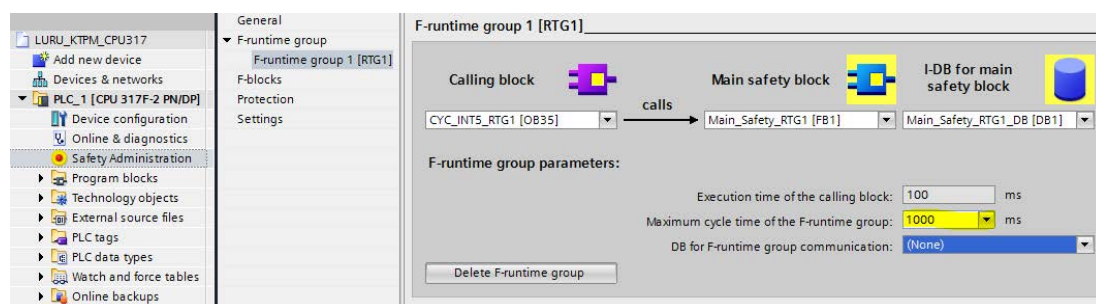 LURU_KTPM_CPU317
Add new device
Devices & networks
PLC_1 [CPU 317F-2 PN/DP]
Device configuration
Online & diagnostics
Safety Administration
Program blocks
Technology objects
External source files
PLC tags
PLC data types
Watch and force tables
Online backups
General
F-runtime group
F-runtime group 1 [RTG1]
F-blocks
Protection
Settings
F-runtime group 1 [RTG1]
Calling block
Main safety block
I-DB for main
safety block
calls
CYC_INT5_RTG1 [OB35]
Main_Safety_RTG1 [FB1]
Main_Safety_RTG1_DB [DB1]
F-runtime group parameters:
Execution time of the calling block: 100 ms
Maximum cycle time of the F-runtime group: 1000 ms
DB for F-runtime group communication: (None)
Delete F-runtime group